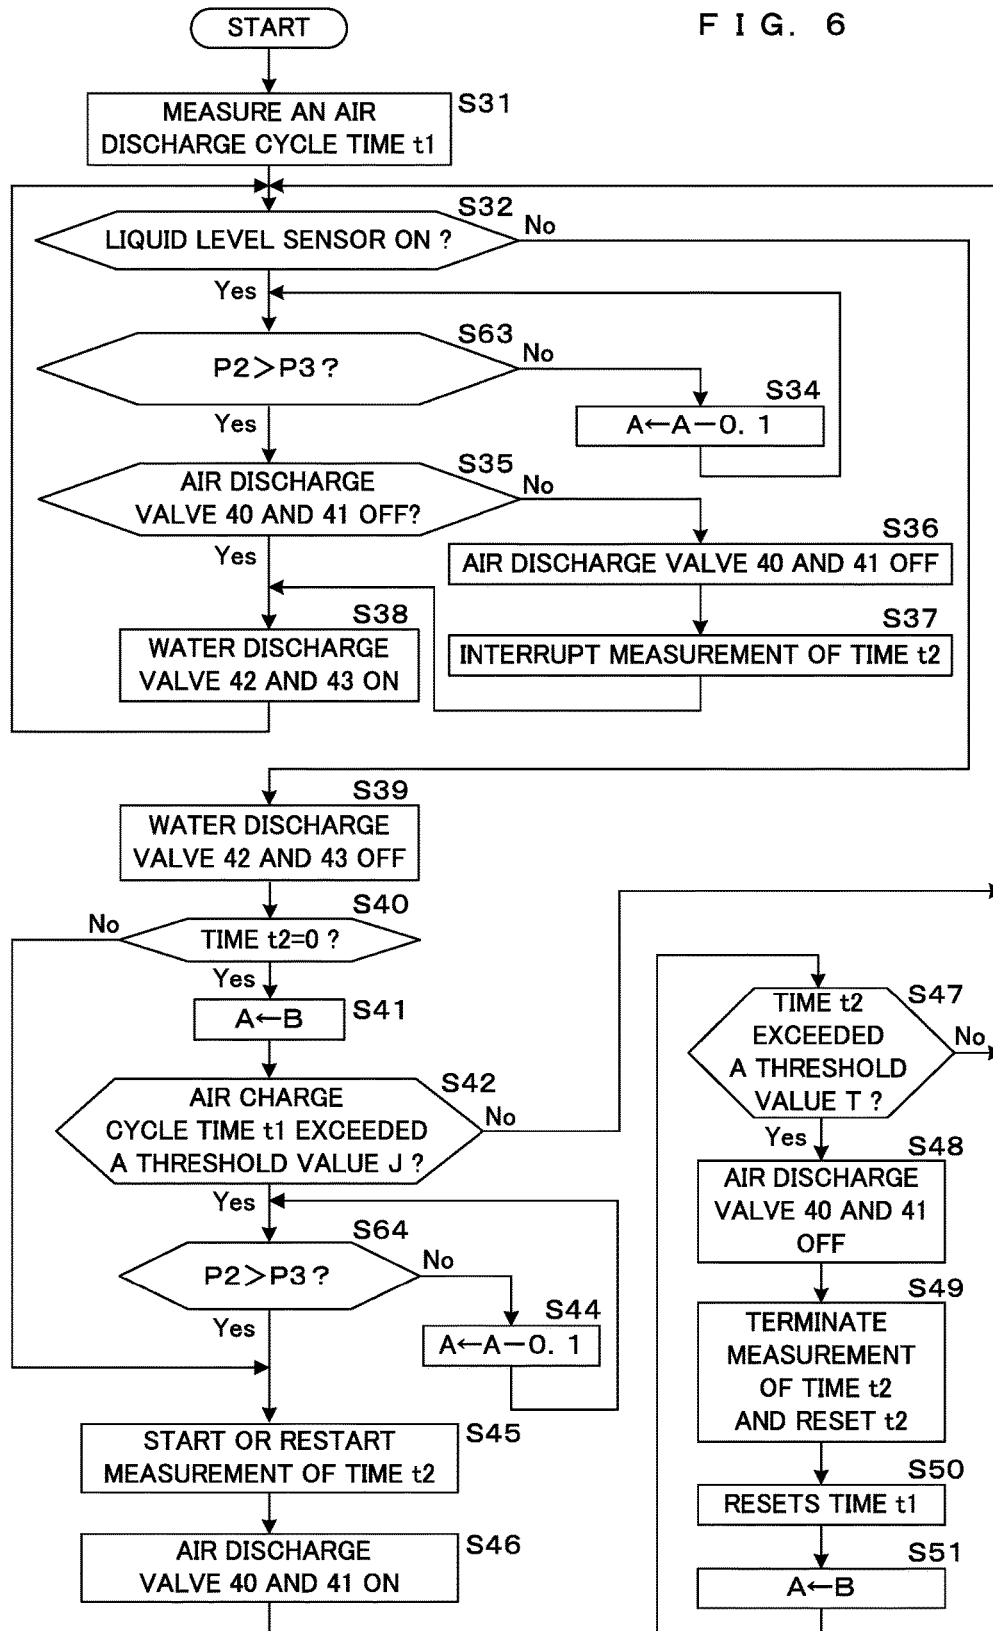 FIG. 6
START
S31
MEASURE AN AIR
DISCHARGE CYCLE TIME t1
S32
LIQUID LEVEL SENSOR ON ?
No
Yes
S63
P2>P3 ?
No
Yes
S34
A←A−0. 1
S35
AIR DISCHARGE
VALVE 40 AND 41 OFF?
No
Yes
S36
AIR DISCHARGE VALVE 40 AND 41 OFF
S37
INTERRUPT MEASUREMENT OF TIME t2
S38
WATER DISCHARGE
VALVE 42 AND 43 ON
S39
WATER DISCHARGE
VALVE 42 AND 43 OFF
S40
TIME t2=0 ?
No
Yes
S41
A←B
S42
AIR CHARGE
CYCLE TIME t1 EXCEEDED
A THRESHOLD VALUE J ?
No
Yes
S64
P2>P3 ?
No
Yes
S44
A←A−0. 1
S45
START OR RESTART
MEASUREMENT OF TIME t2
S46
AIR DISCHARGE
VALVE 40 AND 41 ON
S47
TIME t2
EXCEEDED
A THRESHOLD
VALUE T ?
No
Yes
S48
AIR DISCHARGE
VALVE 40 AND 41
OFF
S49
TERMINATE
MEASUREMENT
OF TIME t2
AND RESET t2
S50
RESETS TIME t1
S51
A←B